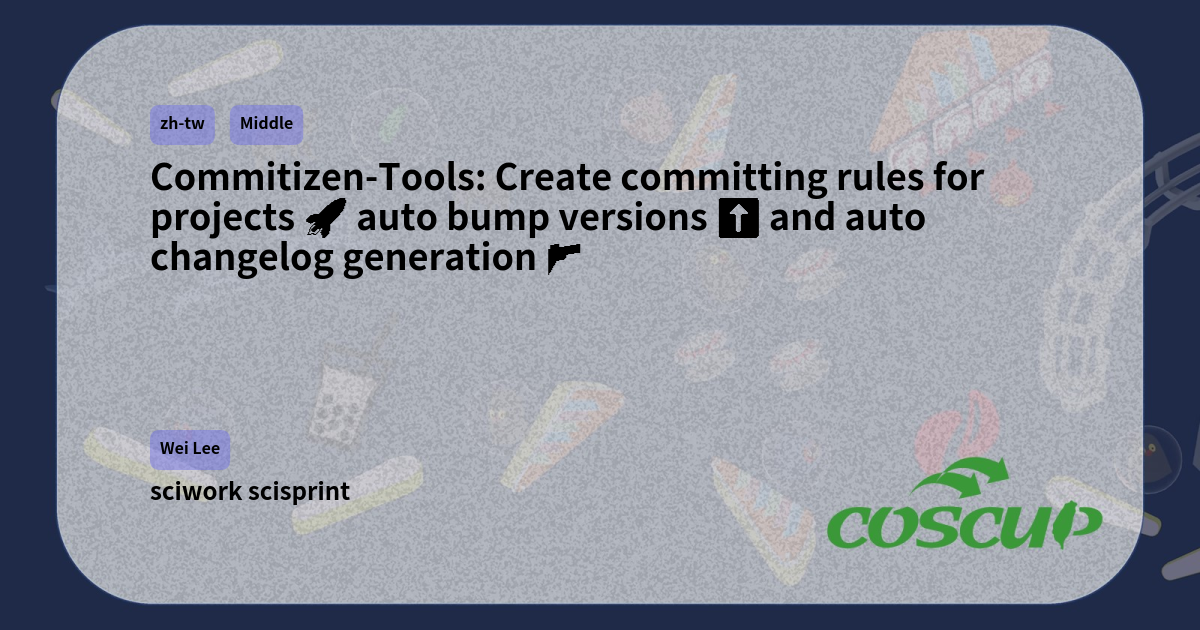 zh-tw Middle
Commitizen-Tools: Create committing rules for
projects 🚀 auto bump versions ⬆️ and auto
changelog generation 🔫
Wei Lee
sciwork scisprint
COSCUP